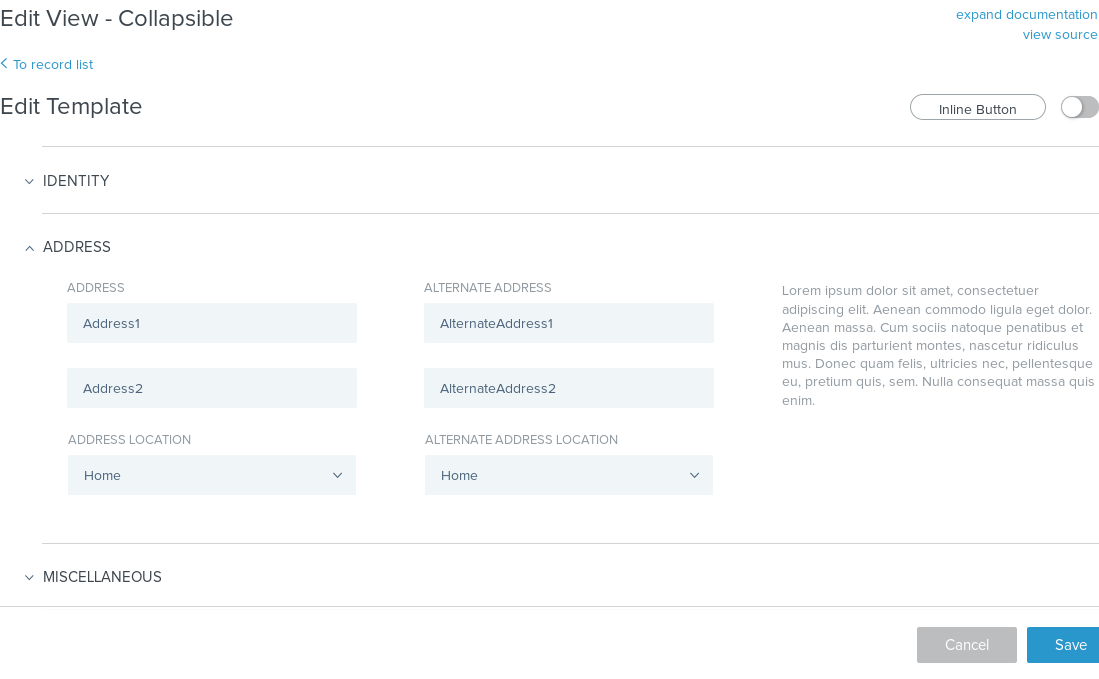 Edit View - Collapsible
expand documentation
view source
To record list
Edit Template
Inline Button
IDENTITY
ADDRESS
ADDRESS
Address1
Address2
ADDRESS LOCATION
Home
ALTERNATE ADDRESS
AlternateAddress1
AlternateAddress2
ALTERNATE ADDRESS LOCATION
Home
Lorem ipsum dolor sit amet, consectetuer
adipiscing elit. Aenean commodo ligula eget dolor.
Aenean massa. Cum sociis natoque penatibus et
magnis dis parturient montes, nascetur ridiculus
mus. Donec quam felis, ultricies nec, pellentesque
eu, pretium quis, sem. Nulla consequat massa quis
enim.
MISCELLANEOUS
Cancel
Save